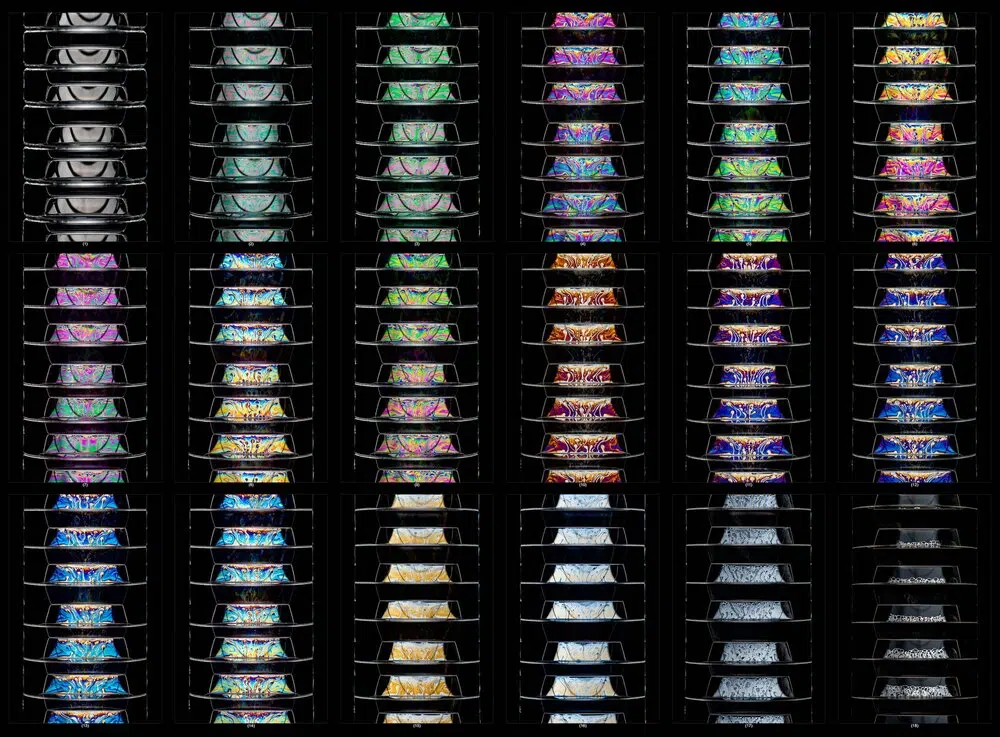 (1) (2) (3) (4) (5) (6)
(7) (8) (9) (10) (11) (12)
(13) (14) (15) (16) (17) (18)